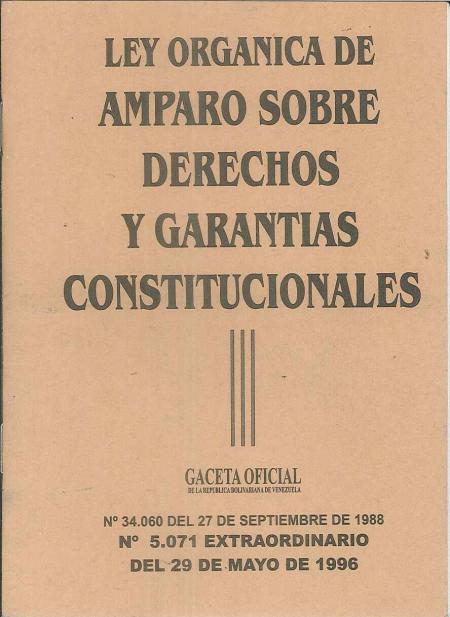 LEY ORGANICA DE
AMPARO SOBRE
DERECHOS
Y GARANTIAS
CONSTITUCIONALES
GACETA OFICIAL
DE LA REPUBLICA BOLIVARIANA DE VENEZUELA
Nº 34.060 DEL 27 DE SEPTIEMBRE DE 1988
Nº 5.071 EXTRAORDINARIO
DEL 29 DE MAYO DE 1996